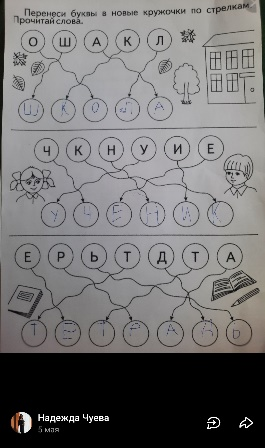 Перенеси буквы в новые кружочки по стрелкам.
Прочитай слова.
О Ш А К Л
Ш К О Л А
Ч К Н У И Е
У Ч Е Н И К
Е Р Ь Т Д Т А
Т Е Т Р А Д Ь
Надежда Чуева
5 мая